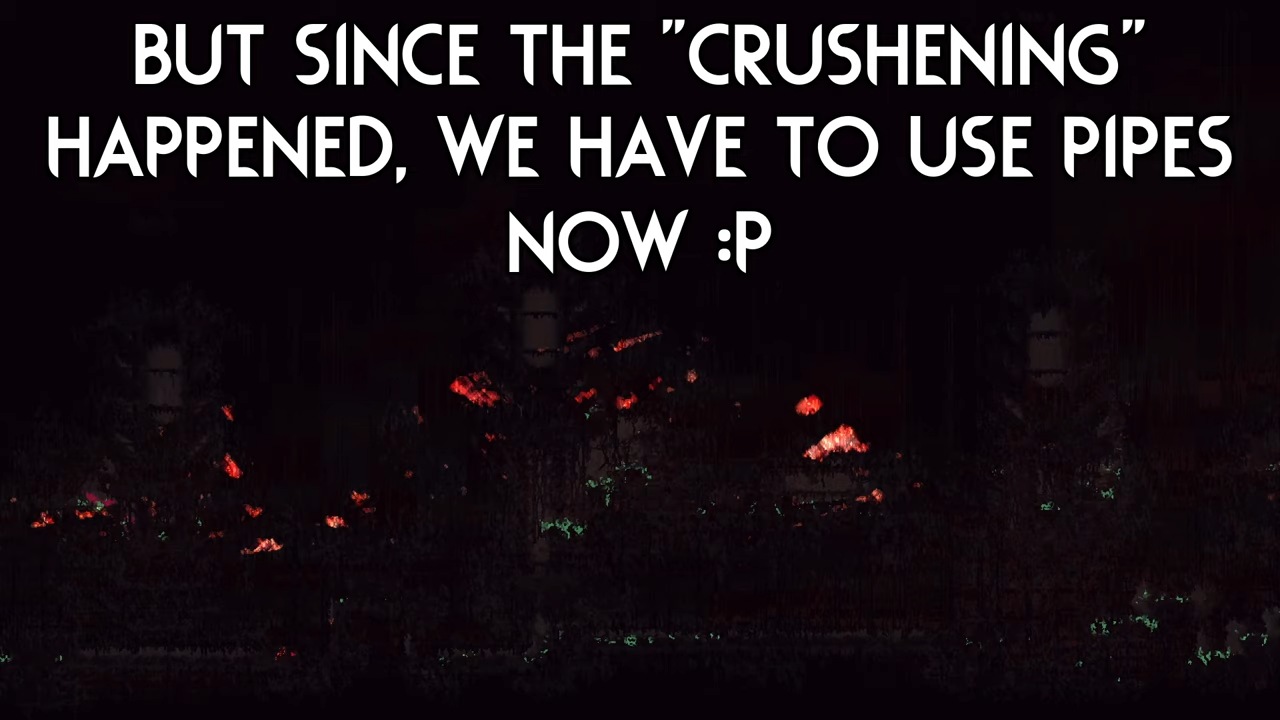 BUT SINCE THE "CRUSHENING"
HAPPENED, WE HAVE TO USE PIPES
NOW :P